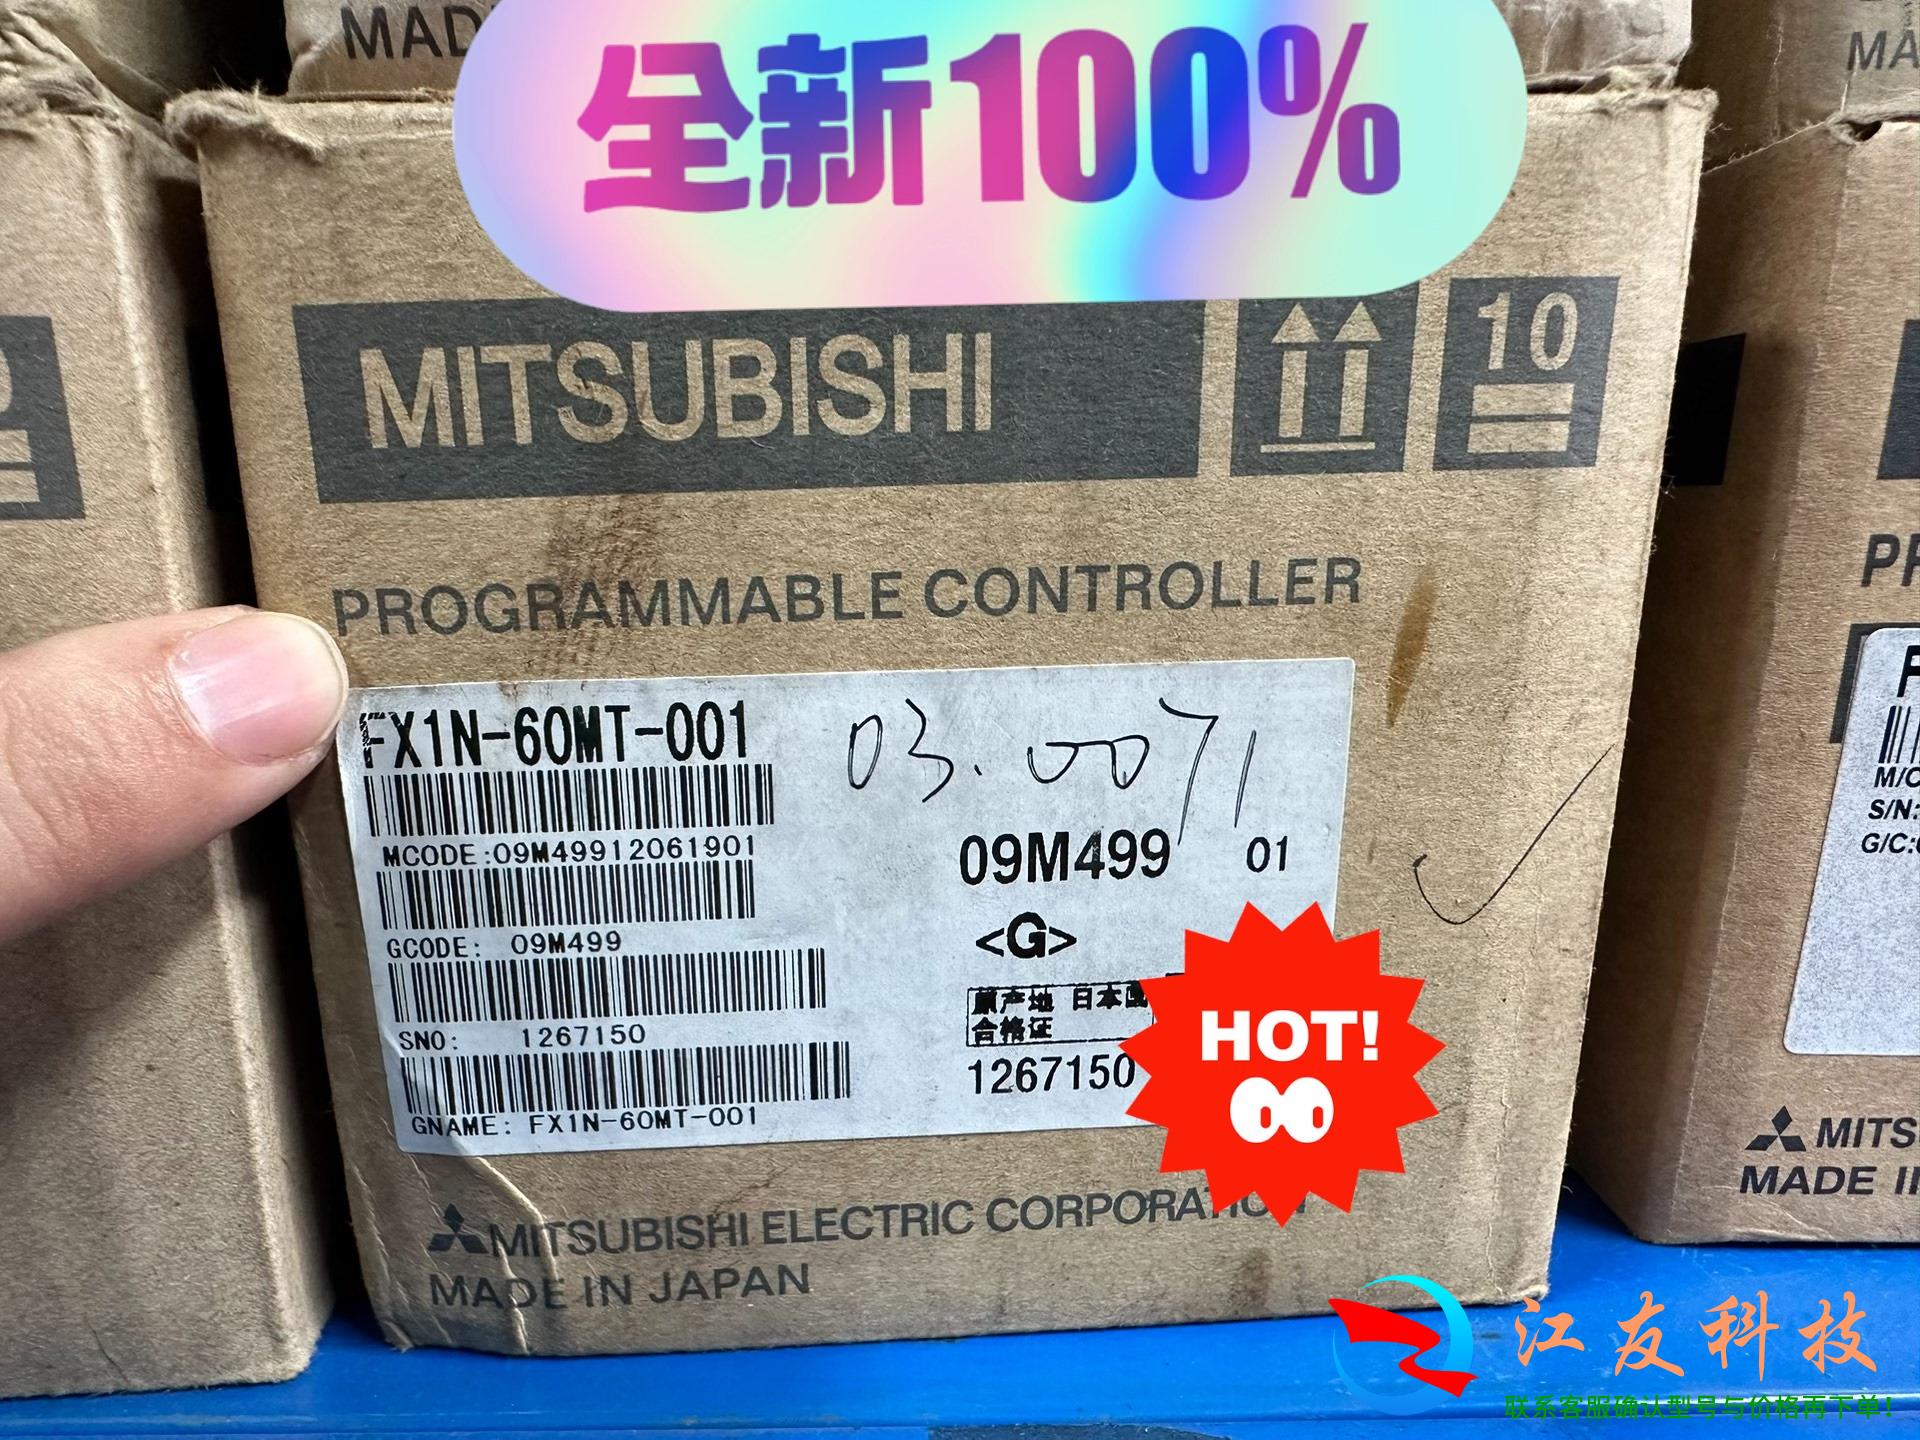 MAD
全新100%
MA
MITSUBISHI
10
PROGRAMMABLE CONTROLLER
FX1N-60MT-001
03.0071
MCODE:09M49912061901
09M499 01
GCODE: 09M499
<G>
SNO: 1267150
原产地 日本国
合格证
1267150
GNAME: FX1N-60MT-001
HOT!
MITSUBISHI ELECTRIC CORPORATION
MADE IN JAPAN
PR
F
M/C
S/N:
G/C:
MITS
MADE I
江友科技
联系客服确认型号与价格再下单!